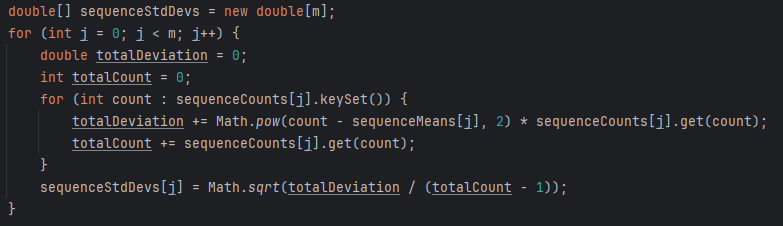 double[] sequenceStdDevs = new double[m];
for (int j = 0; j < m; j++) {
    double totalDeviation = 0;
    int totalCount = 0;
    for (int count : sequenceCounts[j].keySet()) {
        totalDeviation += Math.pow(count - sequenceMeans[j], 2) * sequenceCounts[j].get(count);
        totalCount += sequenceCounts[j].get(count);
    }
    sequenceStdDevs[j] = Math.sqrt(totalDeviation / (totalCount - 1));
}